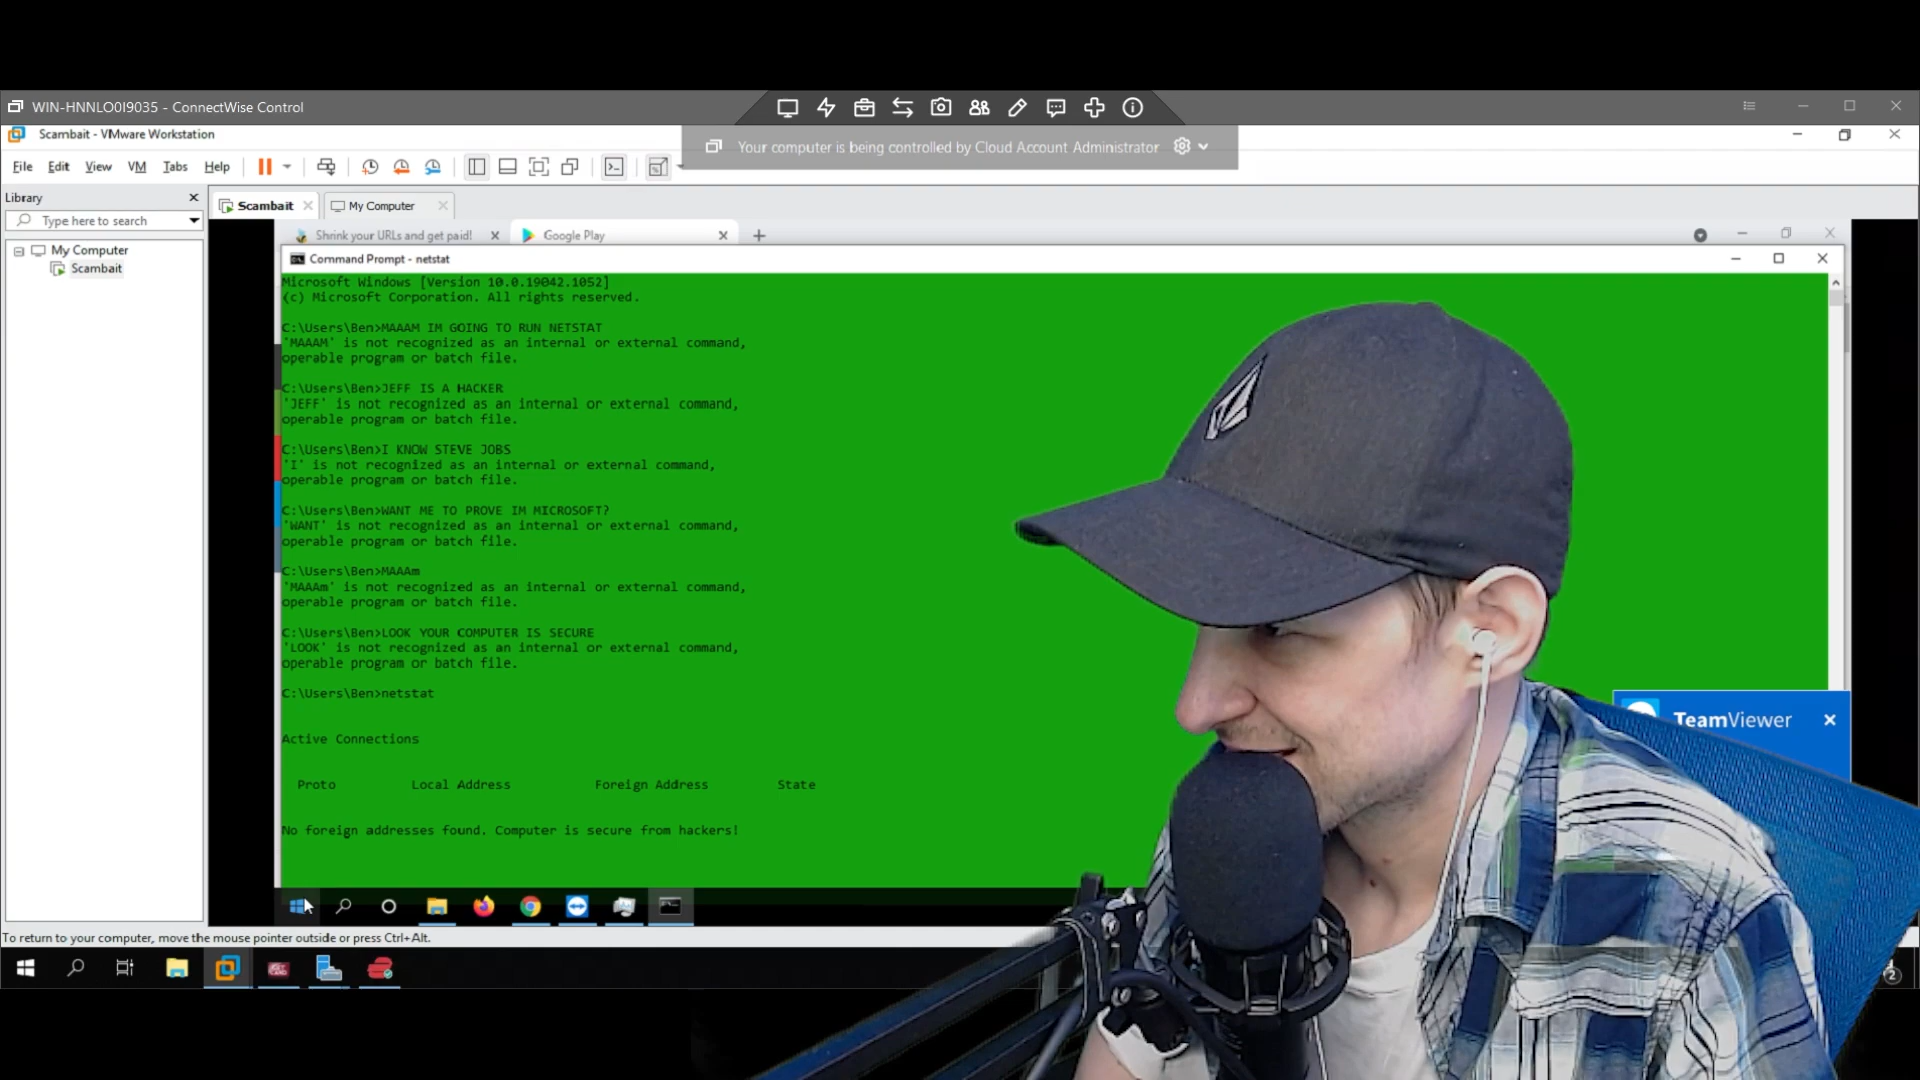 WIN-HNNLO0I9035 - ConnectWise Control
Scambait - VMware Workstation
Your computer is being controlled by Cloud Account Administrator
File Edit View VM Tabs Help
Library
Type here to search
My Computer
Scambait
Scambait
My Computer
Shrink your URLs and get paid!
Google Play
Command Prompt - netstat
Microsoft Windows [Version 10.0.19042.1052]
(c) Microsoft Corporation. All rights reserved.
C:\Users\Ben>MAAAM IM GOING TO RUN NETSTAT
'MAAAM' is not recognized as an internal or external command,
operable program or batch file.
C:\Users\Ben>JEFF IS A HACKER
'JEFF' is not recognized as an internal or external command,
operable program or batch file.
C:\Users\Ben>I KNOW STEVE JOBS
'I' is not recognized as an internal or external command,
operable program or batch file.
C:\Users\Ben>WANT ME TO PROVE IM MICROSOFT?
'WANT' is not recognized as an internal or external command,
operable program or batch file.
C:\Users\Ben>MAAAm
'MAAAm' is not recognized as an internal or external command,
operable program or batch file.
C:\Users\Ben>LOOK YOUR COMPUTER IS SECURE
'LOOK' is not recognized as an internal or external command,
operable program or batch file.
C:\Users\Ben>netstat
Active Connections
Proto Local Address Foreign Address State
No foreign addresses found. Computer is secure from hackers!
TeamViewer
To return to your computer, move the mouse pointer outside or press Ctrl+Alt.
2